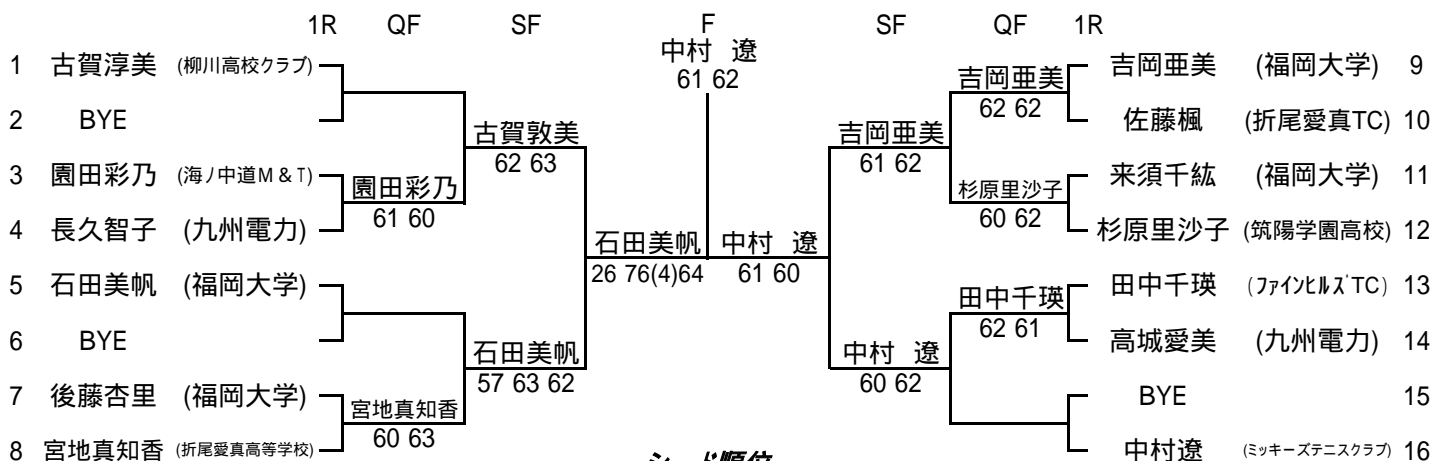 1R QF SF F SF QF 1R
中村 遼
61 62
1 古賀淳美 (柳川高校クラブ)
2 BYE
古賀敦美
62 63
3 園田彩乃 (海ノ中道M & T)
園田彩乃
61 60
4 長久智子 (九州電力)
石田美帆
26 76(4)64
5 石田美帆 (福岡大学)
6 BYE
石田美帆
57 63 62
7 後藤杏里 (福岡大学)
宮地真知香
60 63
8 宮地真知香 (折尾愛真高等学校)
吉岡亜美 (福岡大学) 9
吉岡亜美
62 62
佐藤楓 (折尾愛真TC) 10
吉岡亜美
61 62
来須千紘 (福岡大学) 11
杉原里沙子
60 62
杉原里沙子 (筑陽学園高校) 12
中村 遼
61 60
田中千瑛 (ファインヒルズTC) 13
田中千瑛
62 61
高城愛美 (九州電力) 14
中村 遼
60 62
BYE 15
中村遼 (ミッキーズテニスクラブ) 16